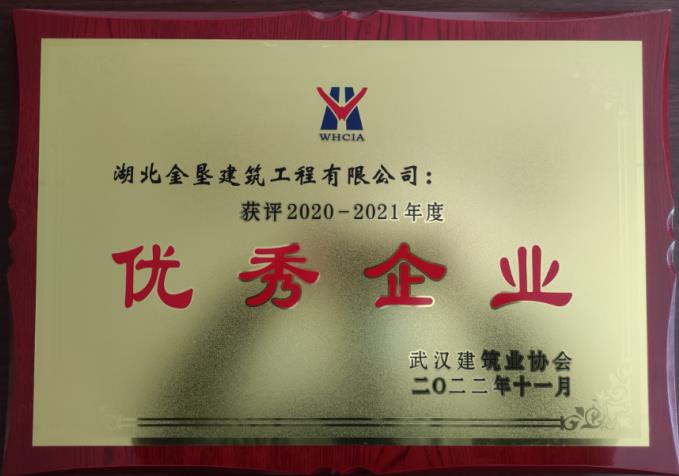 WHCIA
湖北金垦建筑工程有限公司：
获评2020-2021年度
优秀企业
武汉建筑业协会
二〇二二年十一月